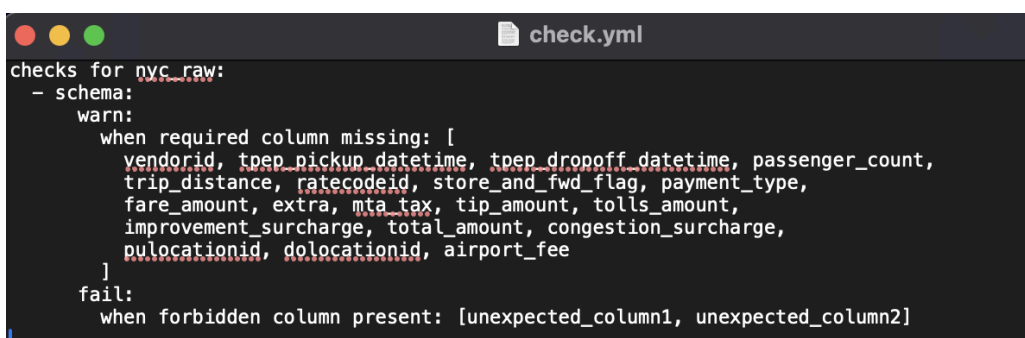 check.yml
checks for nyc_raw:
  - schema:
      warn:
        when required column missing: [
          vendorid, tpep_pickup_datetime, tpep_dropoff_datetime, passenger_count,
          trip_distance, ratecodeid, store_and_fwd_flag, payment_type,
          fare_amount, extra, mta_tax, tip_amount, tolls_amount,
          improvement_surcharge, total_amount, congestion_surcharge,
          pulocationid, dolocationid, airport_fee
        ]
      fail:
        when forbidden column present: [unexpected_column1, unexpected_column2]